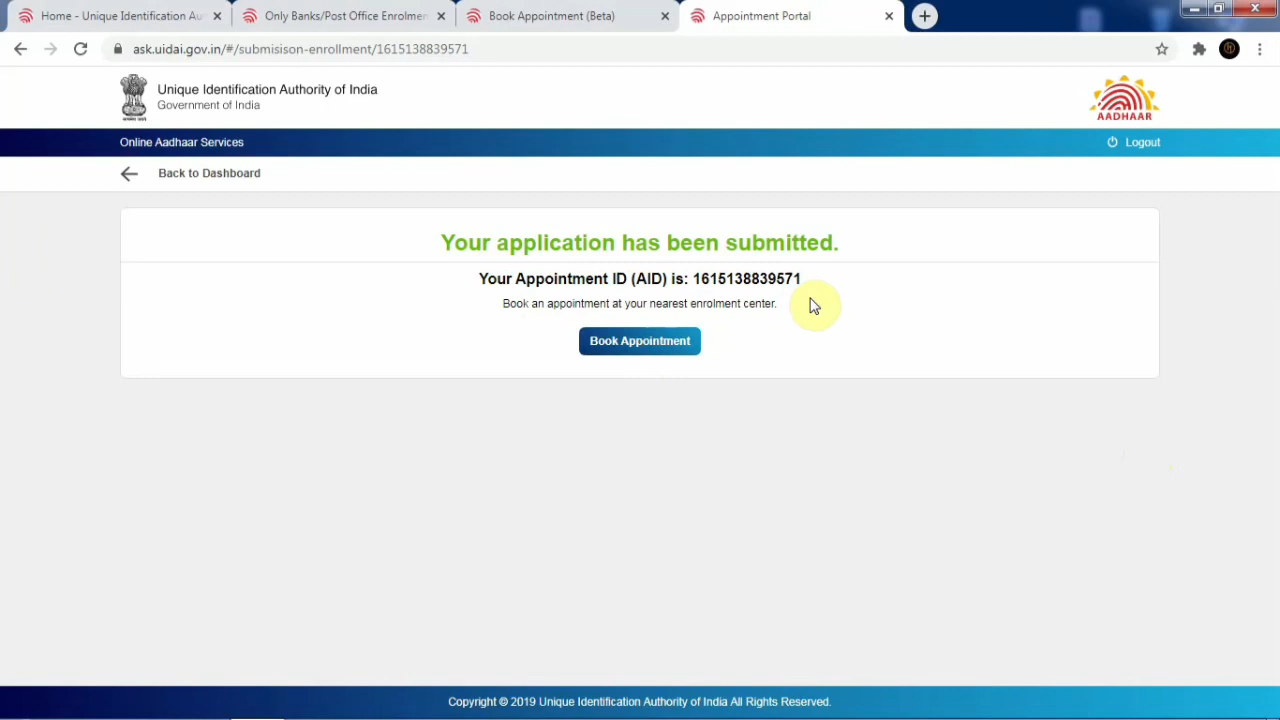 Home - Unique Identification Au
Only Banks/Post Office Enrolmen
Book Appointment (Beta)
Appointment Portal
ask.uidai.gov.in/#/submisison-enrollment/1615138839571
Unique Identification Authority of India
Government of India
AADHAAR
Online Aadhaar Services
Logout
Back to Dashboard
Your application has been submitted.
Your Appointment ID (AID) is: 1615138839571
Book an appointment at your nearest enrolment center.
Book Appointment
Copyright © 2019 Unique Identification Authority of India All Rights Reserved.